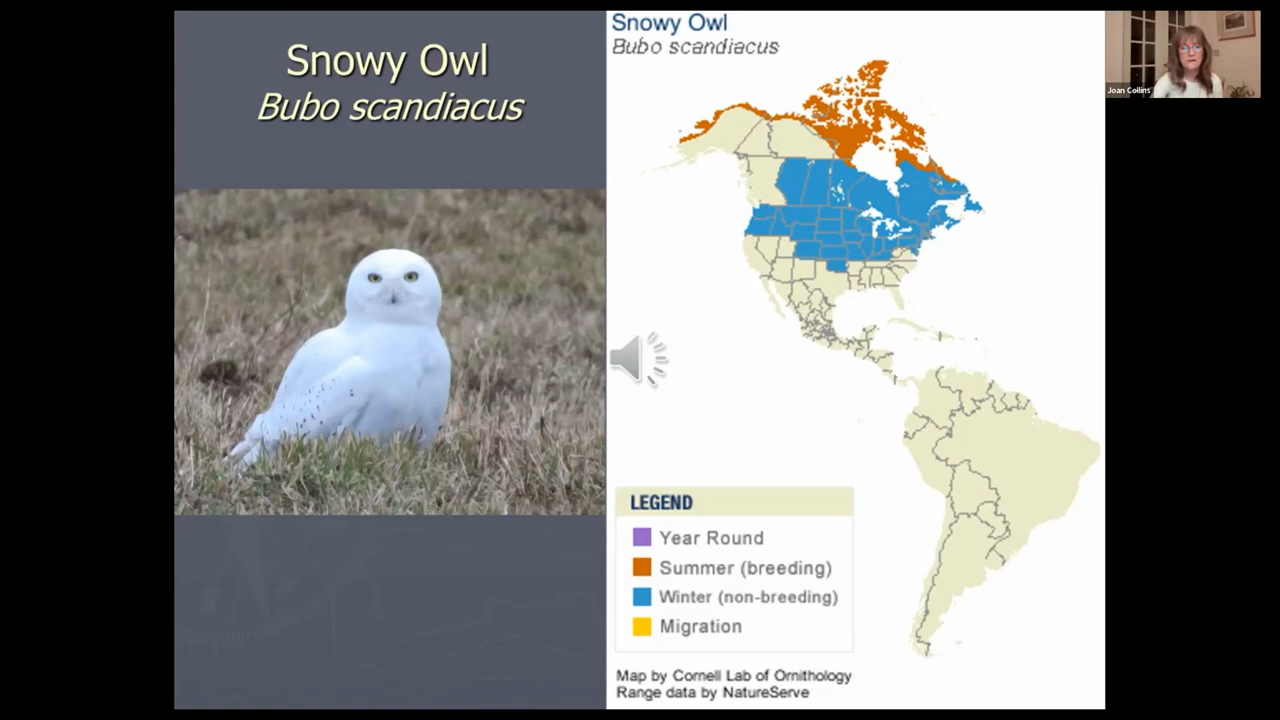 Snowy Owl
Bubo scandiacus
Snowy Owl
Bubo scandiacus
Joan Collins
LEGEND
Year Round
Summer (breeding)
Winter (non-breeding)
Migration
Map by Cornell Lab of Ornithology
Range data by NatureServe